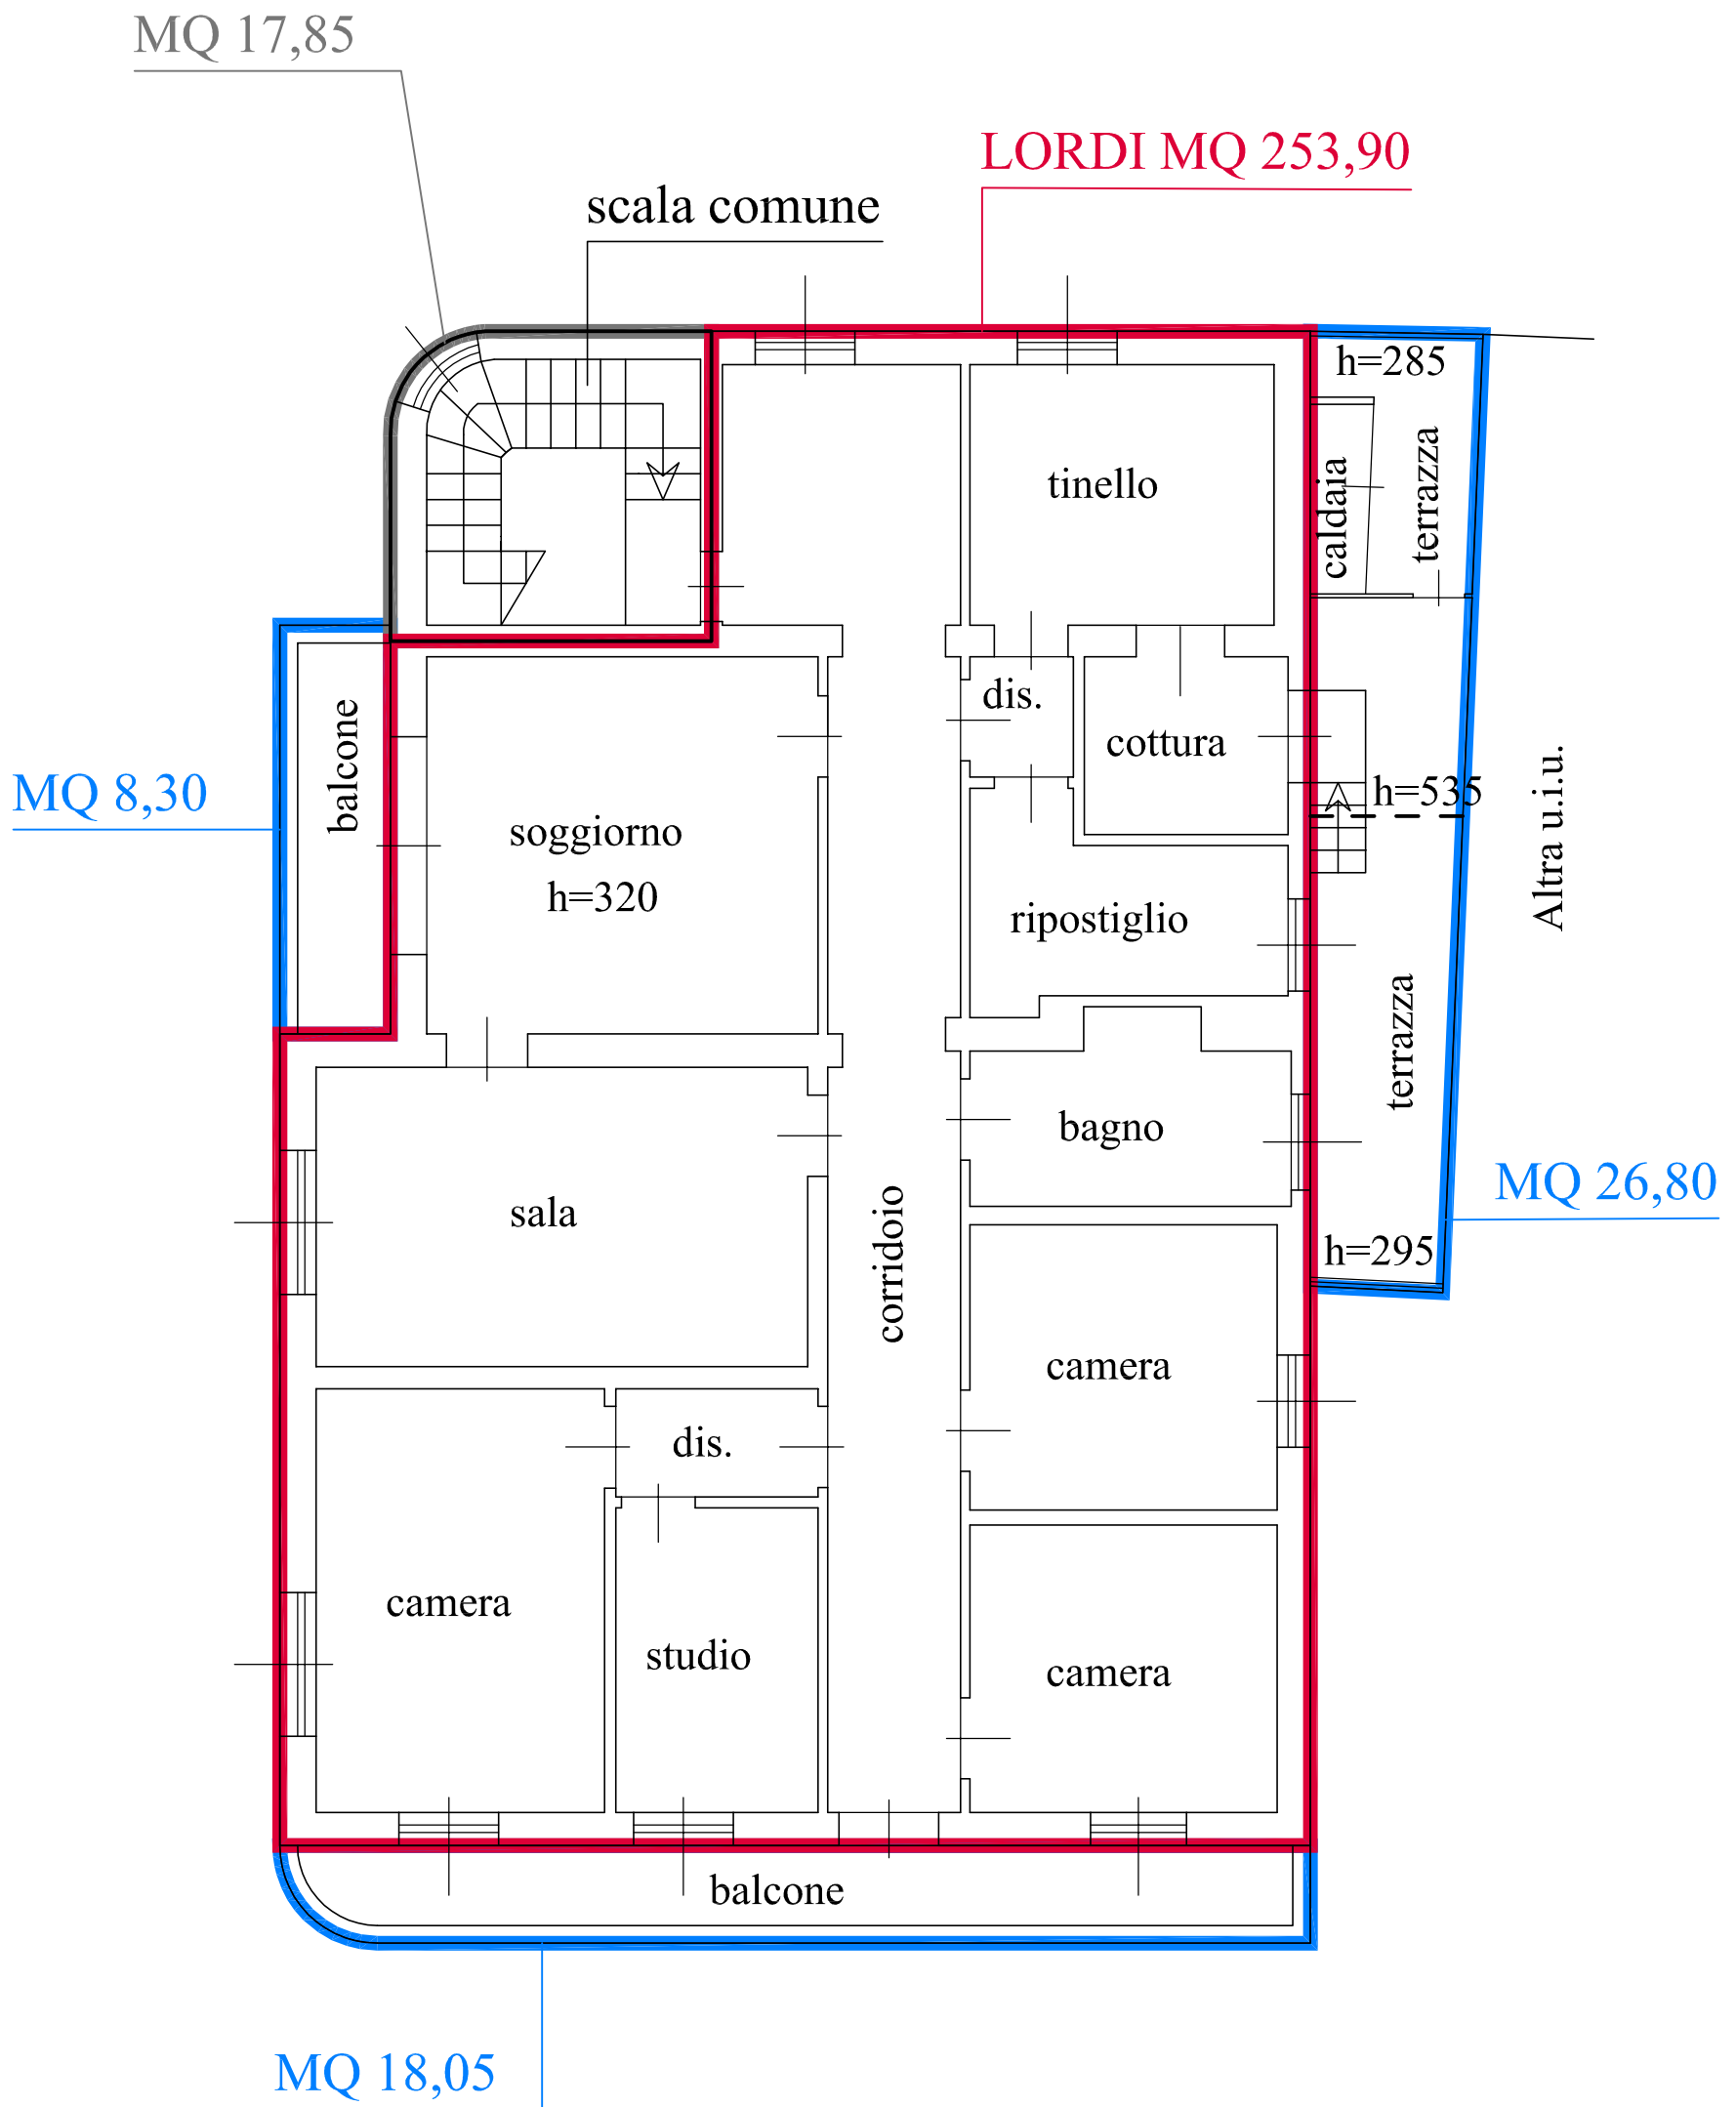 MQ 17,85
LORDI MQ 253,90
scala comune
h=285
tinello
caldaia
terrazza
dis.
balcone
cottura
MQ 8,30
h=535
soggiorno
h=320
Altra u.i.u.
ripostiglio
terrazza
bagno
MQ 26,80
sala
h=295
corridoio
camera
dis.
camera
studio
camera
balcone
MQ 18,05